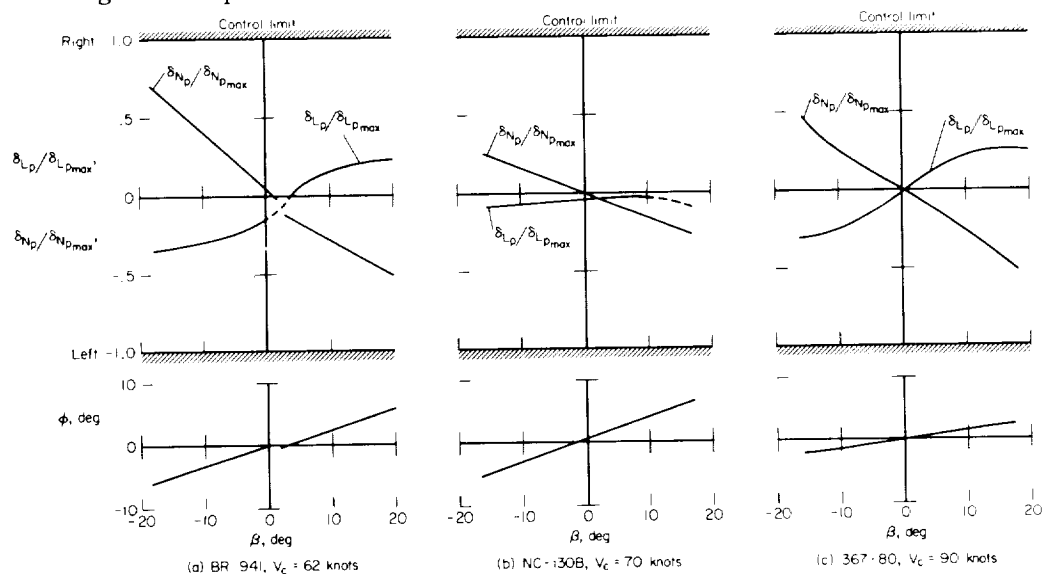 Control limit
Control limit
Control limit
Right 1.0
δNp/δNpmax
δLp/δLpmax
.5
δLp/δLpmax,
0
δNp/δNpmax,
-.5
Left -1.0
δNp/δNpmax
δLp/δLpmax
δNp/δNpmax
δLp/δLpmax
10
φ, deg
0
-10
-20 -10 0 10 20
β, deg
-20 -10 0 10 20
β, deg
-20 -10 0 10 20
β, deg
(a) BR 941, Vc = 62 knots
(b) NC-130B, Vc = 70 knots
(c) 367-80, Vc = 90 knots